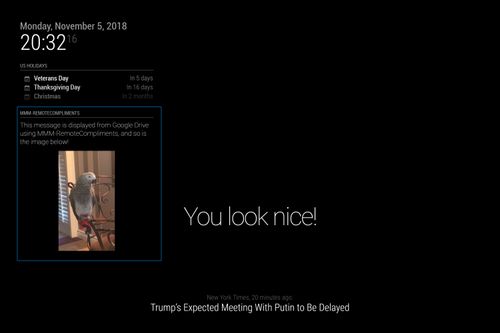 Monday, November 5, 2018
20:32 16
US HOLIDAYS
Veterans Day In 5 days
Thanksgiving Day In 16 days
Christmas In 2 months
MMM-REMOTECOMPLIMENTS
This message is displayed from Google Drive
using MMM-RemoteCompliments, and so is
the image below!
You look nice!
New York Times, 20 minutes ago
Trump's Expected Meeting With Putin to Be Delayed